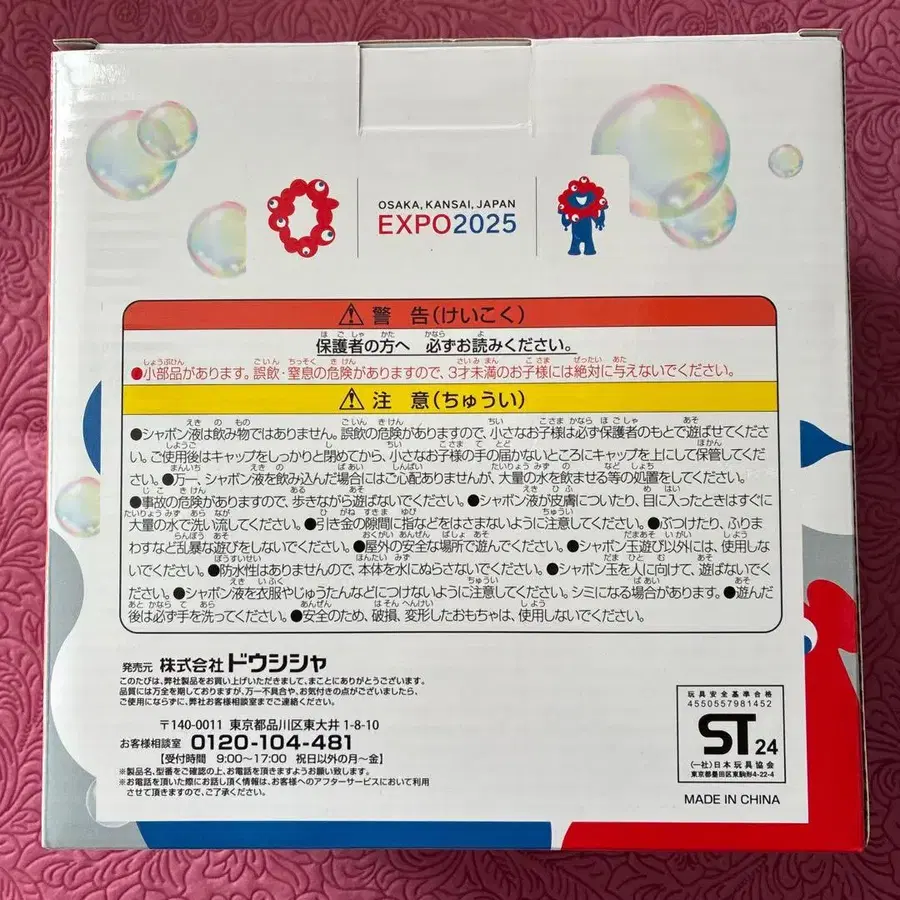 OSAKA, KANSAI, JAPAN
EXPO2025
警 告(けいこく)
保護者の方へ 必ずお読みください。
●小部品があります。誤飲・窒息の危険がありますので、3才未満のお子様には絶対に与えないでください。
注 意(ちゅうい)
●シャボン液は飲み物ではありません。誤飲の危険がありますので、小さなお子様は必ず保護者のもとで遊ばせてくださ
い。ご使用後はキャップをしっかりと閉めてから、小さなお子様の手の届かないところにキャップを上にして保管してくだ
さい。●万一、シャボン液を飲み込んだ場合にはご心配ありませんが、大量の水を飲ませる等の処置をしてください。
●事故の危険がありますので、歩きながら遊ばないでください。●シャボン液が皮膚についたり、目に入ったときはすぐに
大量の水で洗い流してください。●引き金の隙間に指などをはさまないように注意してください。●ぶつけたり、ふりま
わすなど乱暴な遊びをしないでください。●屋外の安全な場所で遊んでください。●シャボン玉遊び以外には、使用しな
いでください。●防水性はありませんので、本体を水にぬらさないでください。●シャボン玉を人に向けて、遊ばないでく
ださい。●シャボン液を衣服やじゅうたんなどにつけないように注意してください。シミになる場合があります。●遊んだ
後は必ず手を洗ってください。●安全のため、破損、変形したおもちゃは、使用しないでください。
発売元 株式会社 ドウシシャ
このたびは、弊社製品をお買い上げいただきまして、まことにありがとうございます。
品質には万全を期しておりますが、万一不具合や、お気付きの点がございましたら、
ご使用にならずに、弊社お客様相談室までご連絡ください。
〒140-0011 東京都品川区東大井 1-8-10
お客様相談室 0120-104-481
【受付時間 9:00～17:00 祝日以外の月～金】
※製品名、型番をご確認の上、お電話を頂きますようお願い致します。
※お電話を頂いた際にお話し頂く情報は、お客様へのアフターサービスにおいて利用
させて頂きますので、ご了承ください。
玩具安全基準合格
4550557981452
ST 24
(一社)日本玩具協会
東京都墨田区東駒形4-22-4
MADE IN CHINA